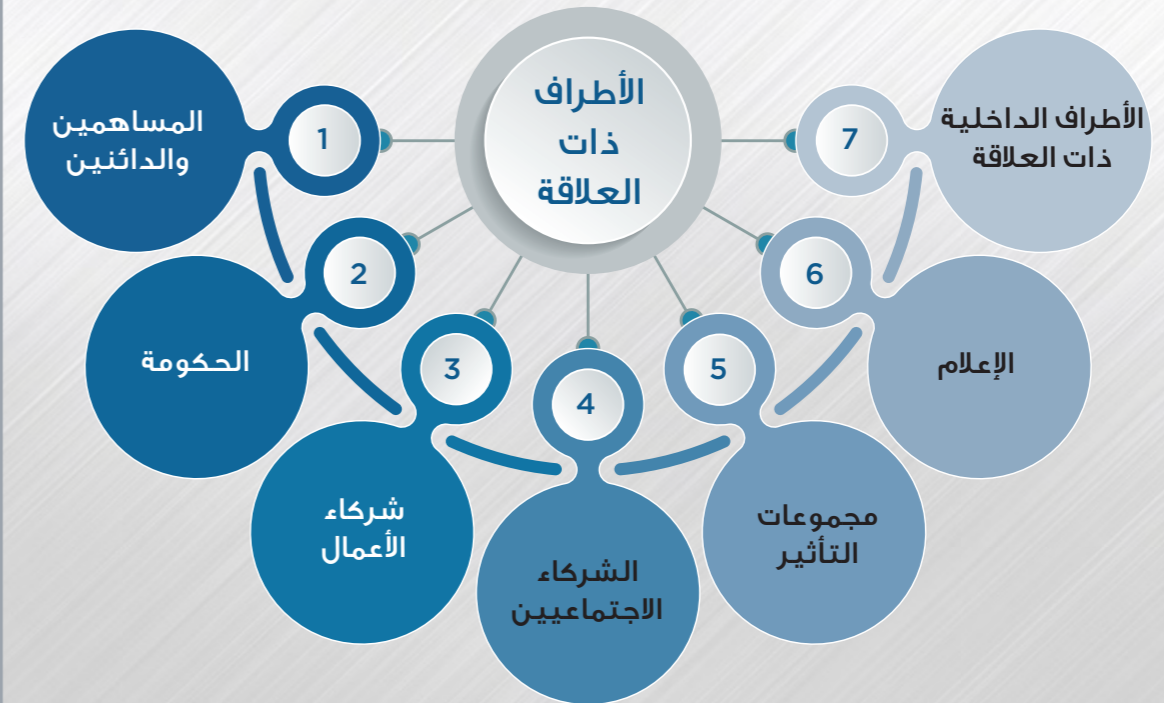 الأطراف
ذات
العلاقة
1
المساهمين
والدائنين
2
الحكومة
3
شركاء
الأعمال
4
الشركاء
الاجتماعيين
5
مجموعات
التأثير
6
الإعلام
7
الأطراف الداخلية
ذات العلاقة